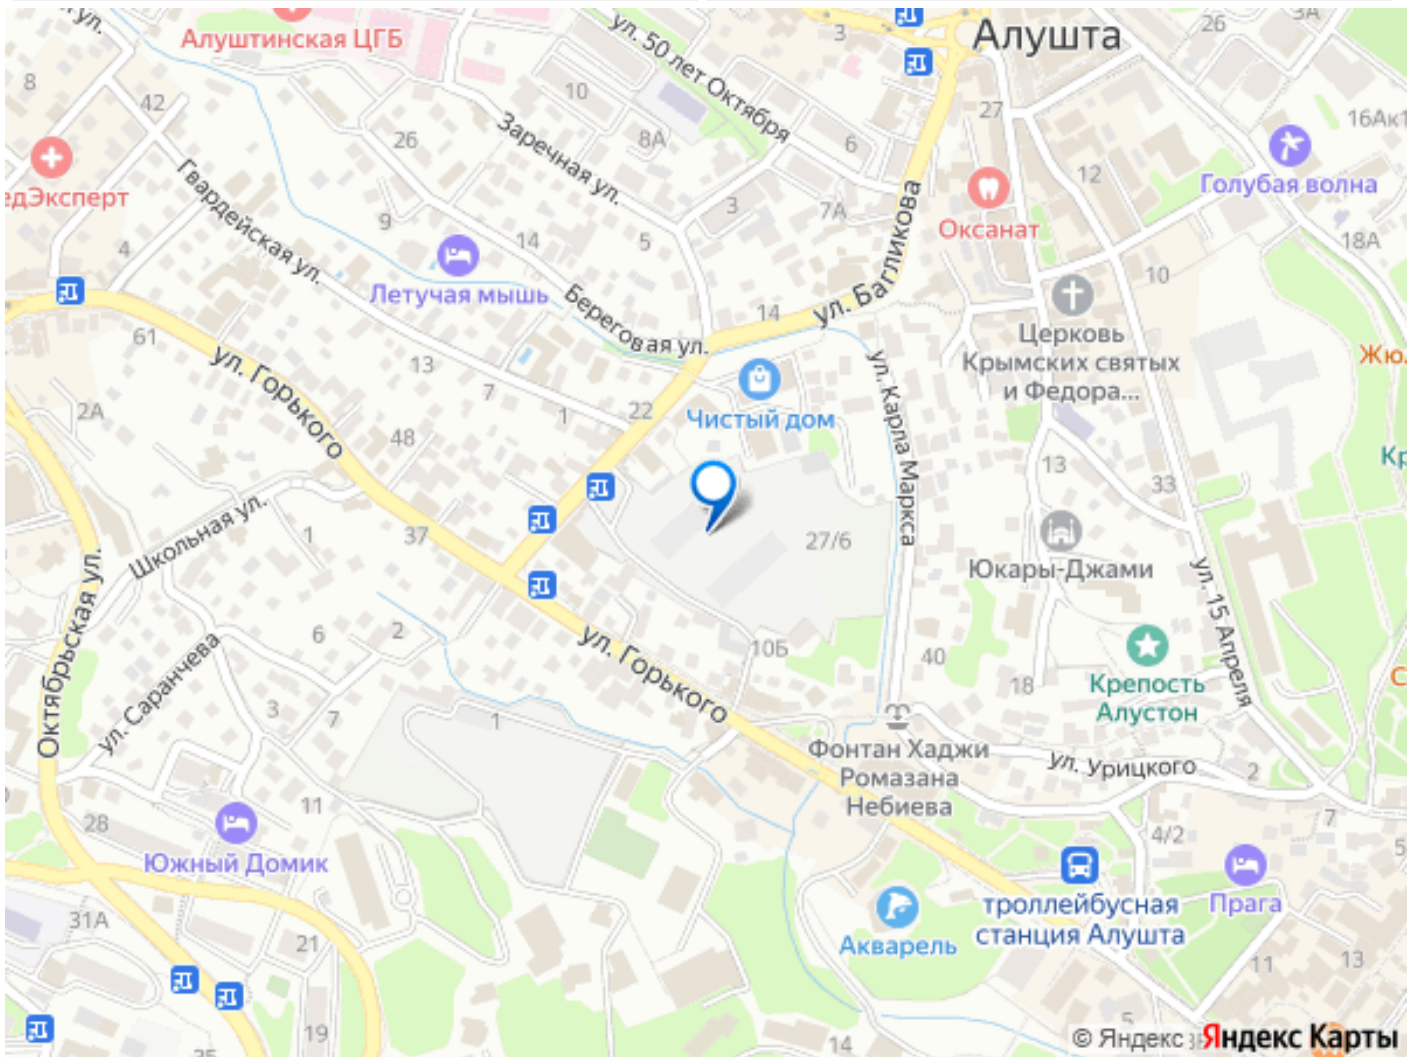 Алуштинская ЦГБ
ул.
8
42
26
10
8А
ул. 50 лет Октября
3
6
Алушта
26
3А
27
16Ак1
12
Голубая волна
18А
Заречная ул.
Гвардейская ул.
9
14
5
3
7А
Оксанат
10
4
Летучая мышь
Береговая ул.
14
ул. Багликова
Церковь
Крымских святых
и Федора...
61
ул. Горького
13
7
1
22
Чистый дом
ул. Карла Маркса
2А
48
13
33
Школьная ул.
1
37
27/6
Юкары-Джами
ул. 15 Апреля
Октябрьская ул.
ул. Саранчева
6
2
ул. Горького
10Б
40
18
Крепость
Алустон
3
7
1
Фонтан Хаджи
Ромазана
Небиева
ул. Урицкого
2
11
28
Южный Домик
4/2
7
5
31А
21
Акварель
троллейбусная
станция Алушта
Прага
11
13
19
35
14
5
© Яндекс
Яндекс Карты